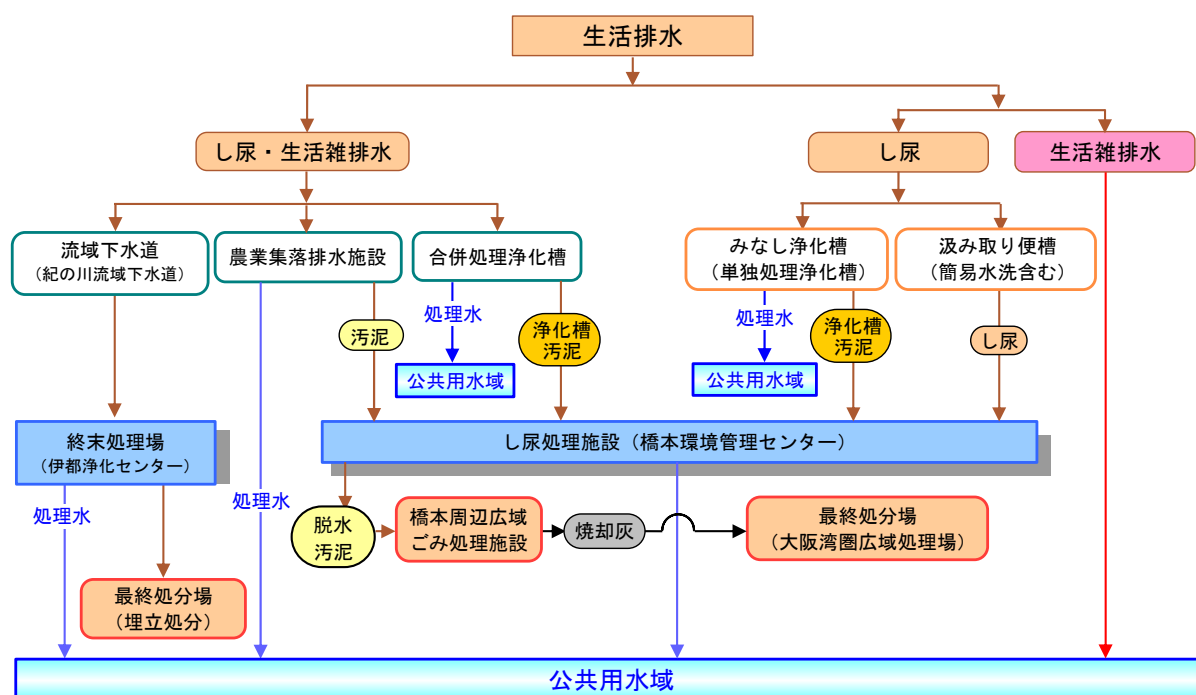 生活排水
し尿・生活雑排水
し尿
生活雑排水
流域下水道
（紀の川流域下水道）
農業集落排水施設
合併処理浄化槽
みなし浄化槽
（単独処理浄化槽）
汲み取り便槽
（簡易水洗含む）
汚泥
処理水
浄化槽
汚泥
処理水
浄化槽
汚泥
し尿
公共用水域
公共用水域
終末処理場
（伊都浄化センター）
し尿処理施設（橋本環境管理センター）
処理水
処理水
脱水
汚泥
橋本周辺広域
ごみ処理施設
焼却灰
最終処分場
（大阪湾圏広域処理場）
最終処分場
（埋立処分）
公共用水域